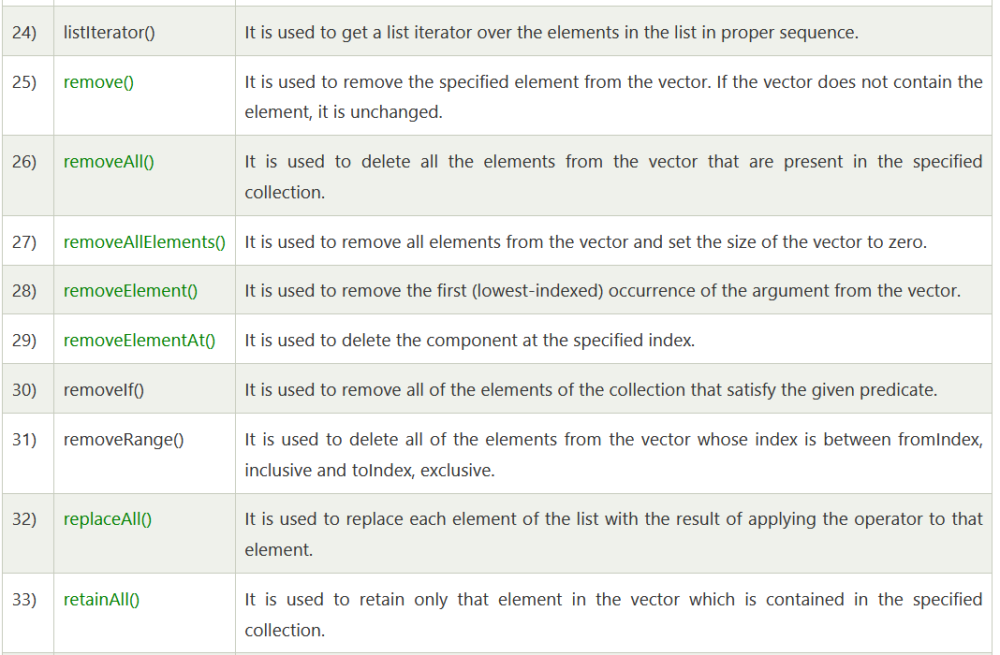 24) listIterator() It is used to get a list iterator over the elements in the list in proper sequence.
25) remove() It is used to remove the specified element from the vector. If the vector does not contain the
element, it is unchanged.
26) removeAll() It is used to delete all the elements from the vector that are present in the specified
collection.
27) removeAllElements() It is used to remove all elements from the vector and set the size of the vector to zero.
28) removeElement() It is used to remove the first (lowest-indexed) occurrence of the argument from the vector.
29) removeElementAt() It is used to delete the component at the specified index.
30) removeIf() It is used to remove all of the elements of the collection that satisfy the given predicate.
31) removeRange() It is used to delete all of the elements from the vector whose index is between fromIndex,
inclusive and toIndex, exclusive.
32) replaceAll() It is used to replace each element of the list with the result of applying the operator to that
element.
33) retainAll() It is used to retain only that element in the vector which is contained in the specified
collection.